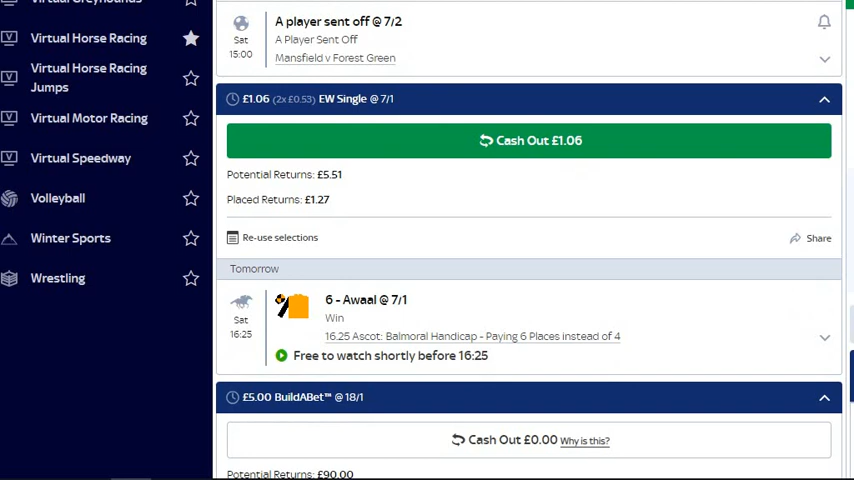 Virtual Greyhounds
Virtual Horse Racing
Virtual Horse Racing
Jumps
Virtual Motor Racing
Virtual Speedway
Volleyball
Winter Sports
Wrestling
V
V
V
V
A player sent off @ 7/2
A Player Sent Off
Mansfield v Forest Green
Sat
15:00
£1.06 (2x £0.53) EW Single @ 7/1
Cash Out £1.06
Potential Returns: £5.51
Placed Returns: £1.27
Re-use selections
Share
Tomorrow
6 - Awaal @ 7/1
Win
Sat
16:25
16.25 Ascot: Balmoral Handicap - Paying 6 Places instead of 4
Free to watch shortly before 16:25
£5.00 BuildABet™ @ 18/1
Cash Out £0.00 Why is this?
Potential Returns: £90.00